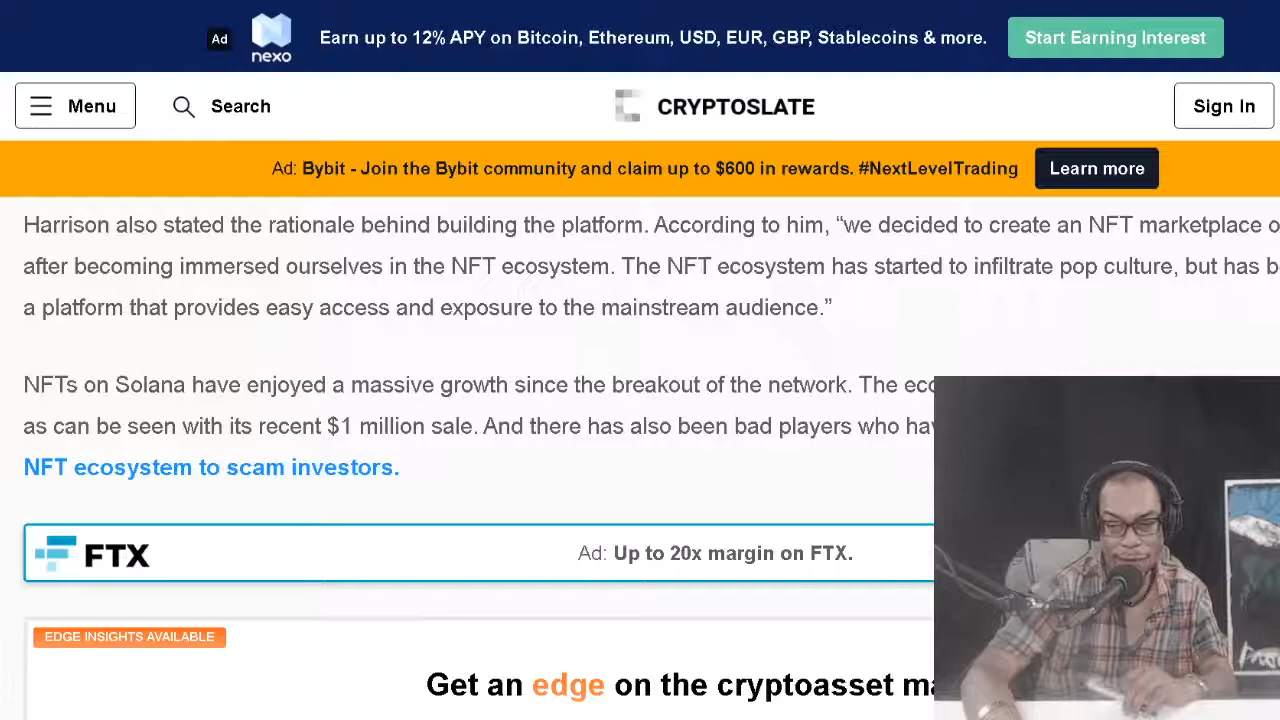 Ad
nexo
Earn up to 12% APY on Bitcoin, Ethereum, USD, EUR, GBP, Stablecoins & more.
Start Earning Interest
Menu
Search
CRYPTOSLATE
Sign In
Ad: Bybit - Join the Bybit community and claim up to $600 in rewards. #NextLevelTrading
Learn more
Harrison also stated the rationale behind building the platform. According to him, “we decided to create an NFT marketplace o
after becoming immersed ourselves in the NFT ecosystem. The NFT ecosystem has started to infiltrate pop culture, but has b
a platform that provides easy access and exposure to the mainstream audience.”
NFTs on Solana have enjoyed a massive growth since the breakout of the network. The eco
as can be seen with its recent $1 million sale. And there has also been bad players who hav
NFT ecosystem to scam investors.
FTX
Ad: Up to 20x margin on FTX.
EDGE INSIGHTS AVAILABLE
Get an edge on the cryptoasset ma